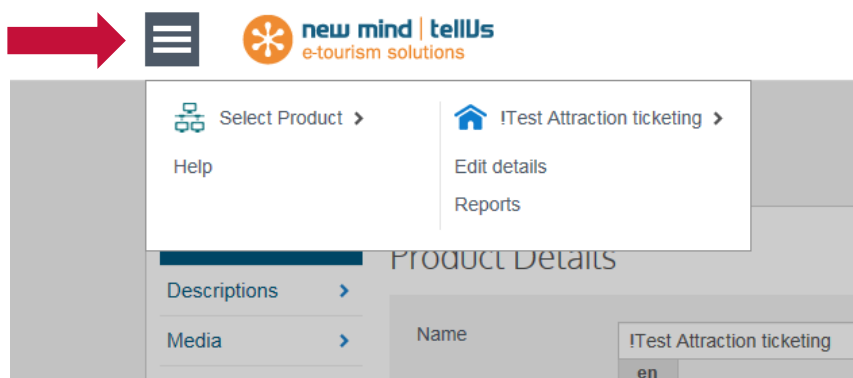 new mind | tellUs
e-tourism solutions
Select Product
Help
!Test Attraction ticketing
Edit details
Reports
Product Details
Descriptions
Media
Name
!Test Attraction ticketing
en